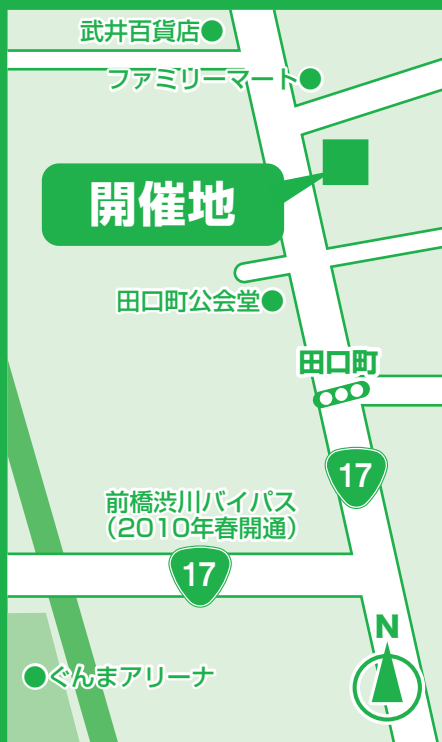 武井百貨店
ファミリーマート
開催地
田口町公会堂
田口町
17
前橋渋川バイパス
（2010年春開通）
17
N
ぐんまアリーナ